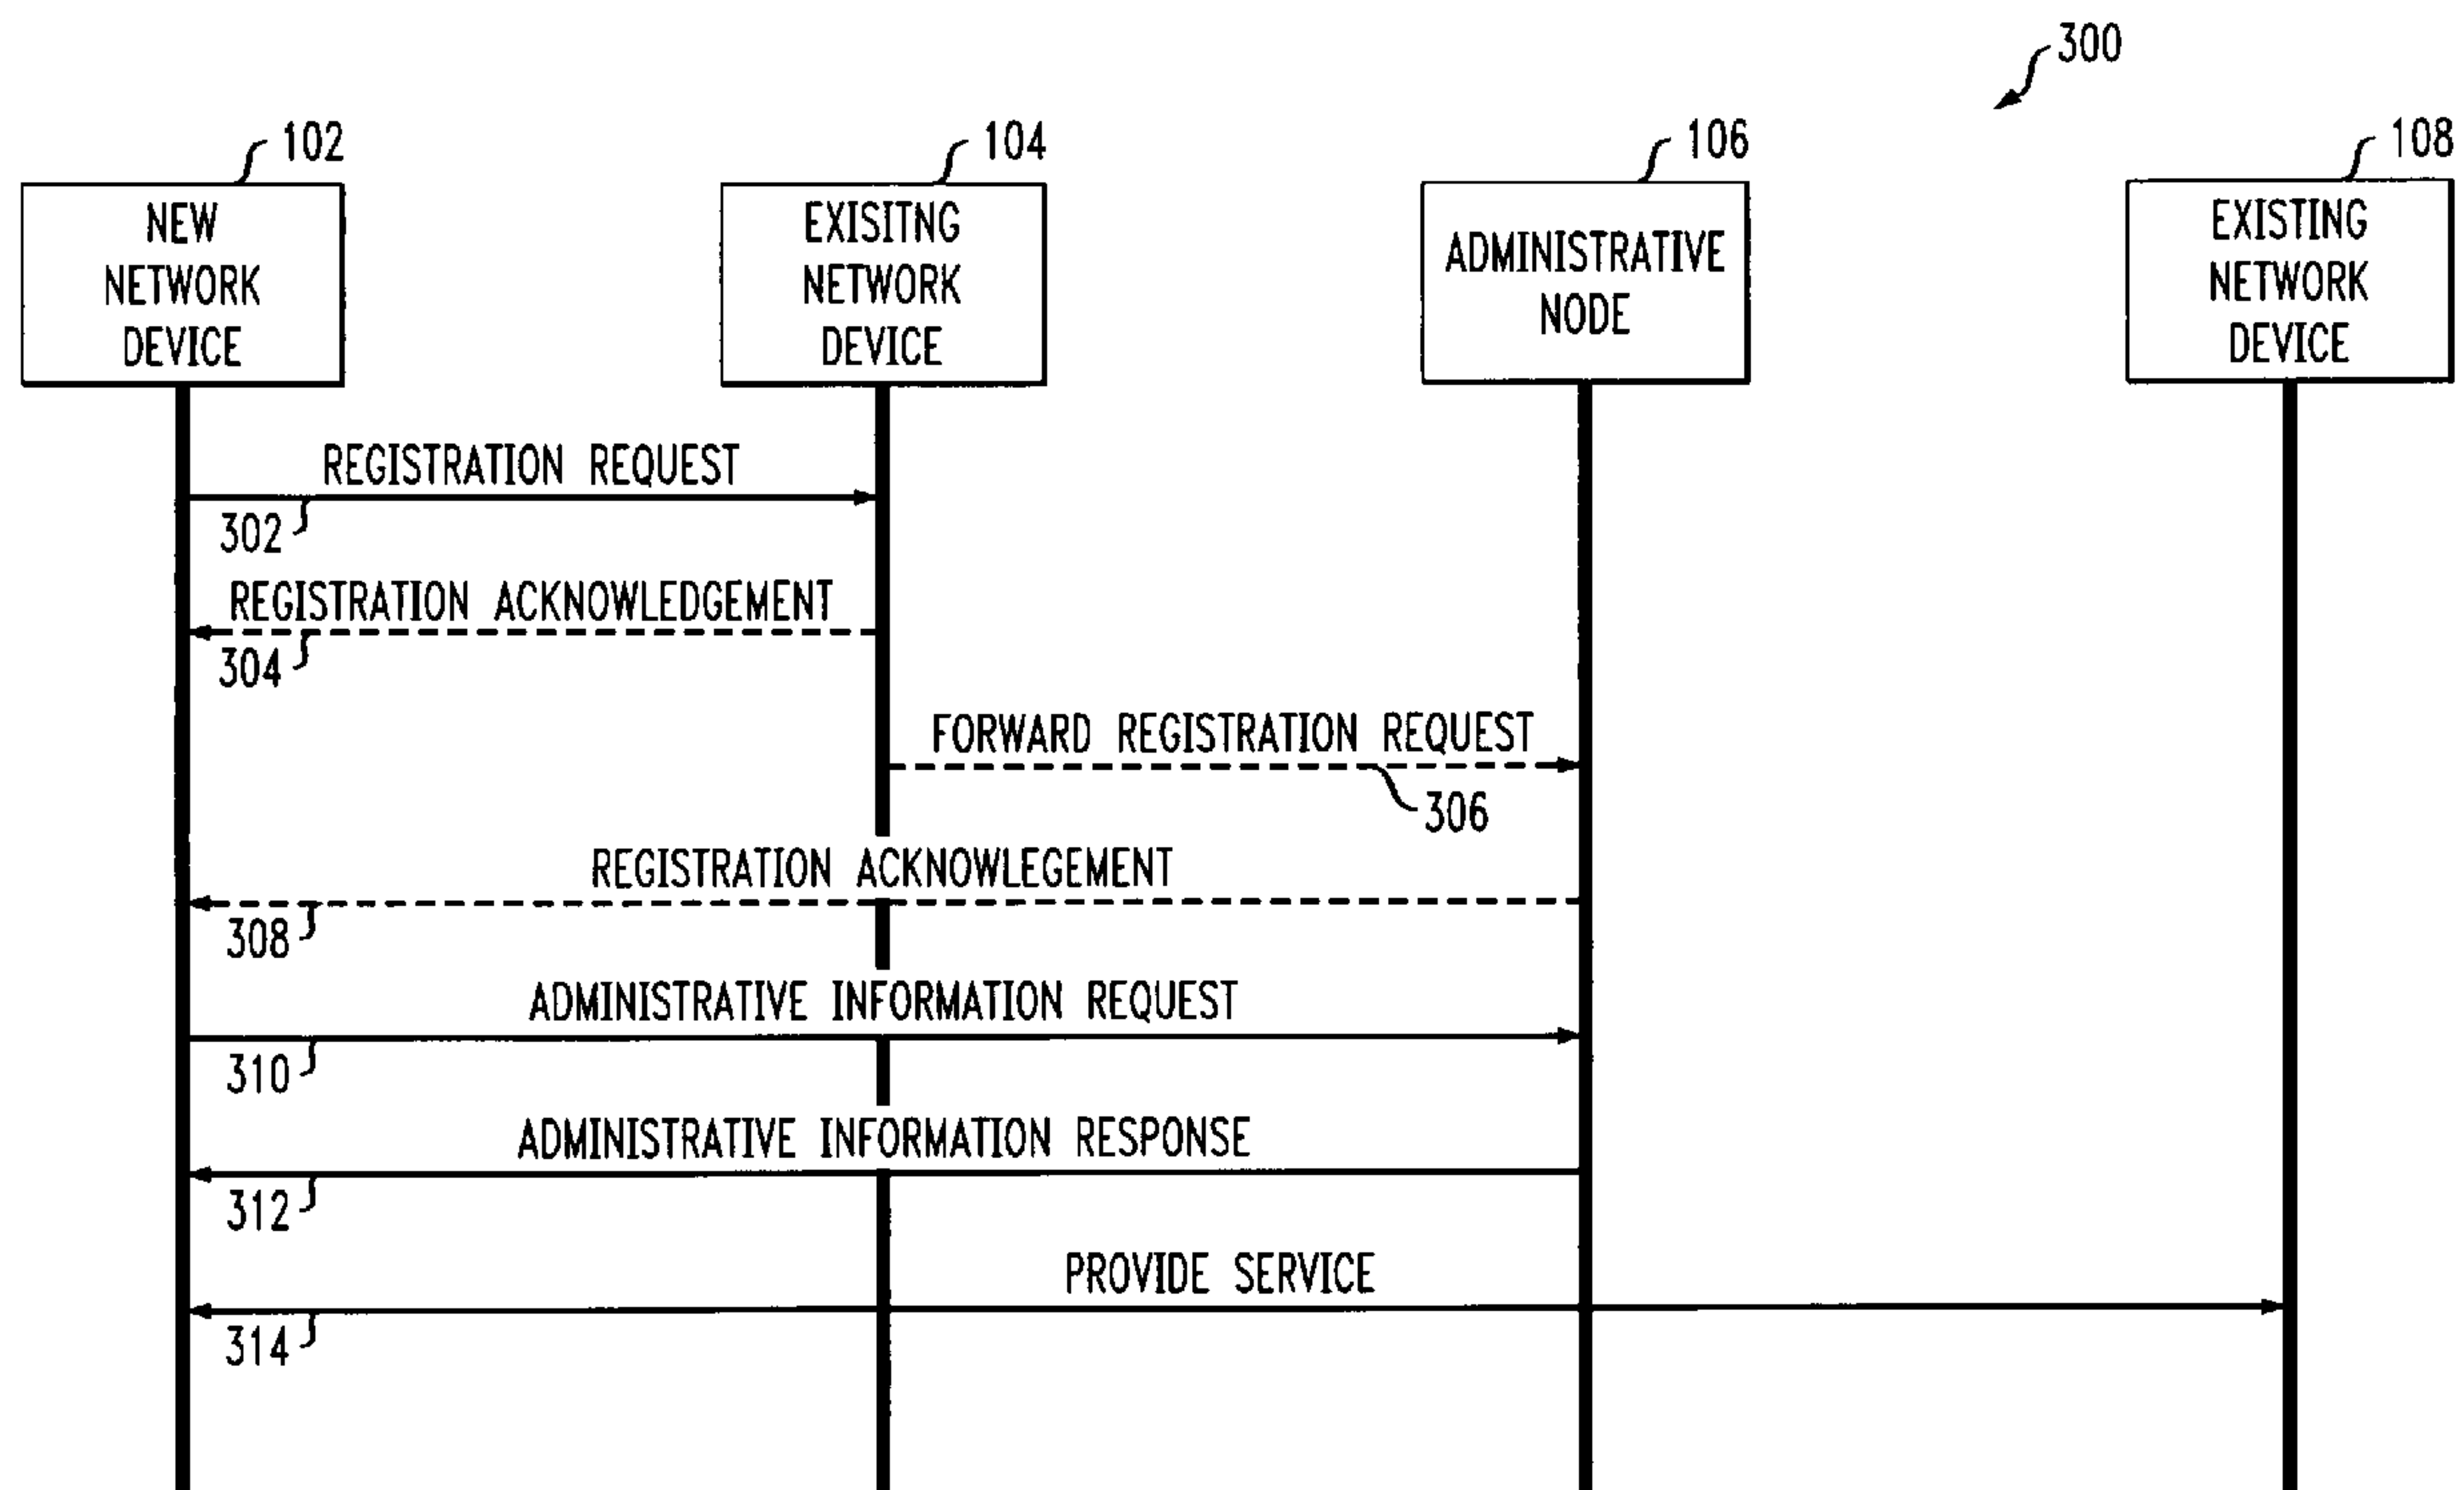 300
102
104
106
108
NEW
NETWORK
DEVICE
EXISITNG
NETWORK
DEVICE
ADMINISTRATIVE
NODE
EXISTING
NETWORK
DEVICE
REGISTRATION REQUEST
302
REGISTRATION ACKNOWLEDGEMENT
304
FORWARD REGISTRATION REQUEST
306
REGISTRATION ACKNOWLEGEMENT
308
ADMINISTRATIVE INFORMATION REQUEST
310
ADMINISTRATIVE INFORMATION RESPONSE
312
PROVIDE SERVICE
314